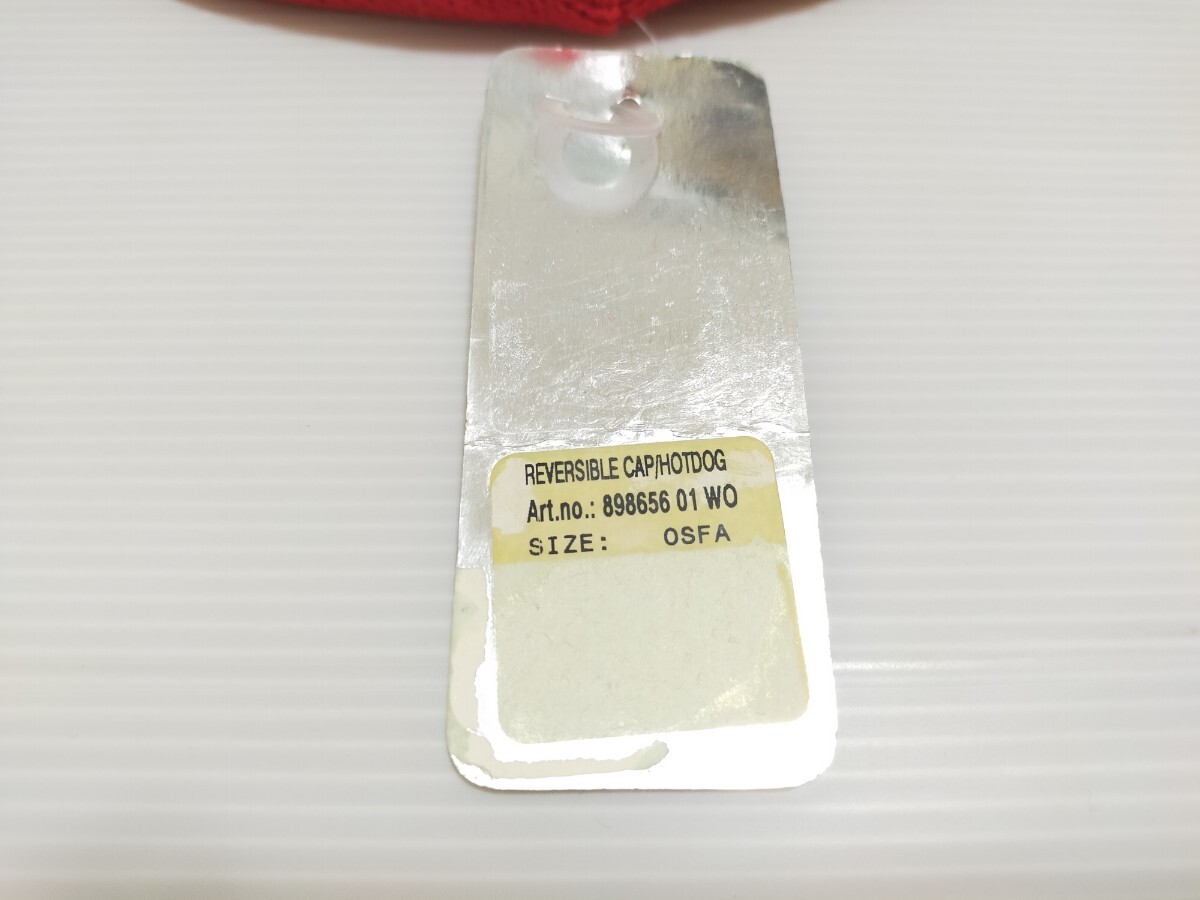 REVERSIBLE CAP/HOTDOG
Art.no.: 898656 01 WO
SIZE: OSFA